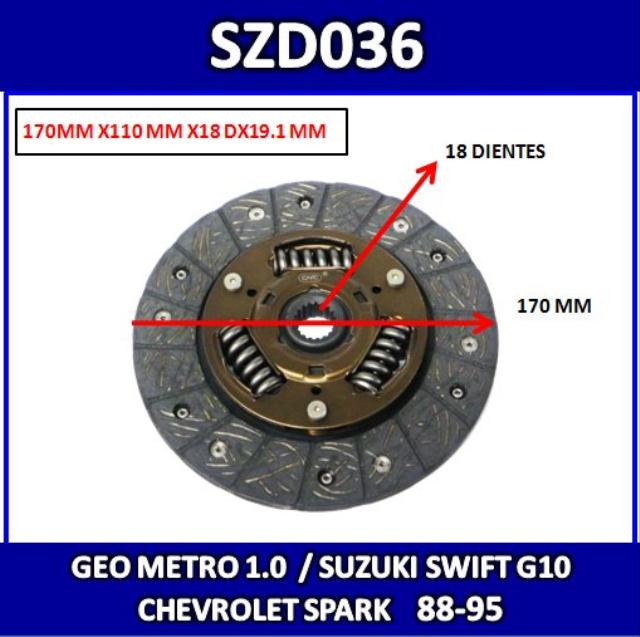 SZD036
170MM X110 MM X18 DX19.1 MM
18 DIENTES
170 MM
GEO METRO 1.0 / SUZUKI SWIFT G10
CHEVROLET SPARK 88-95